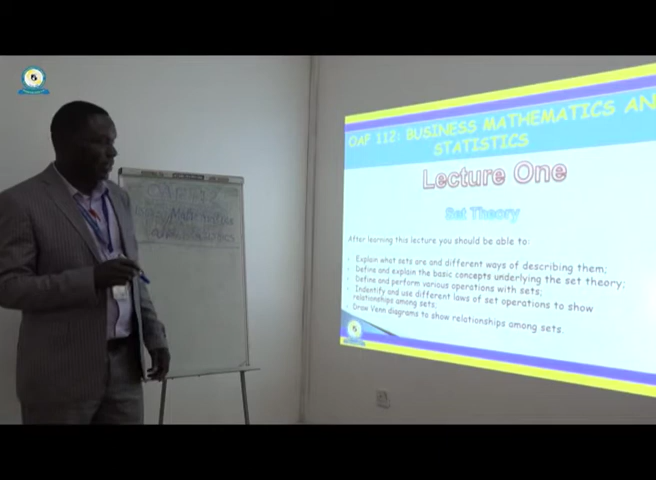 OAF 112: BUSINESS MATHEMATICS AN
STATISTICS
Lecture One
Set Theory
After learning this lecture you should be able to:
Explain what sets are and different ways of describing them;
Define and explain the basic concepts underlying the set theory;
Define and perform various operations with sets;
Indentify and use different laws of set operations to show
relationships among sets;
Draw Venn diagrams to show relationships among sets.